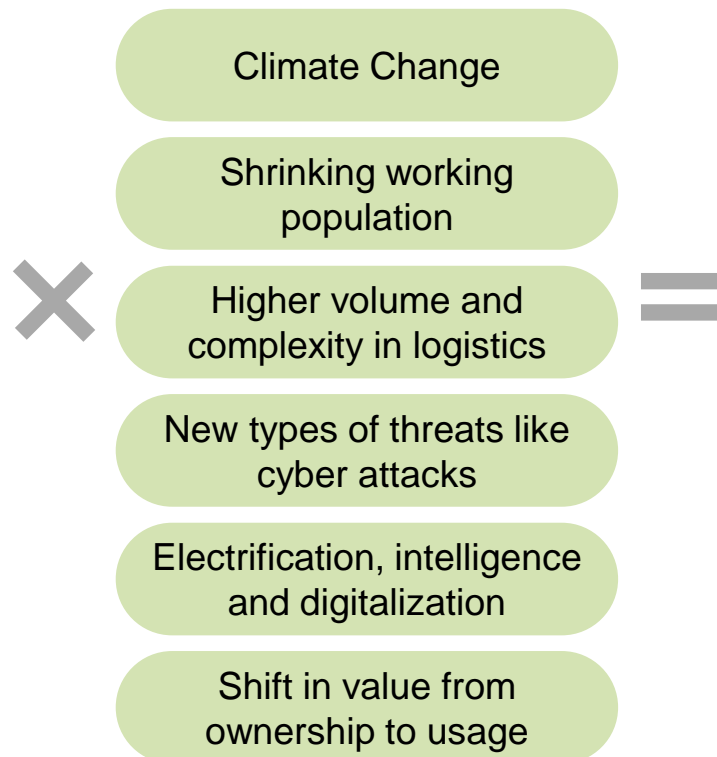 Climate Change
Shrinking working
population
×
=
Higher volume and
complexity in logistics
New types of threats like
cyber attacks
Electrification, intelligence
and digitalization
Shift in value from
ownership to usage